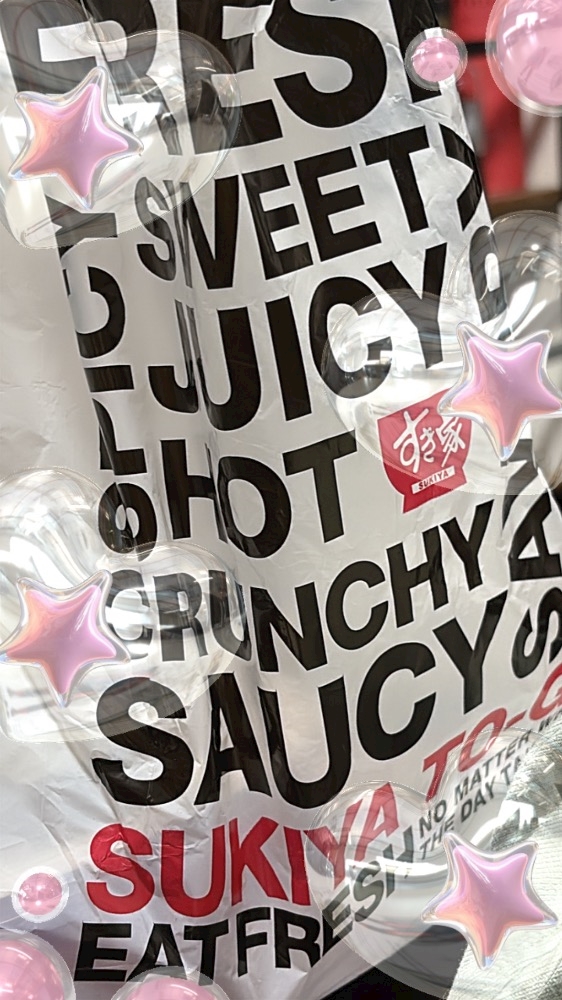 SWEET
JUICY
HOT
すき家
SUKIYA
CRUNCHY
SAUCY
SUKIYA TO-G
NO MATTER
THE DAY
EAT FRESH